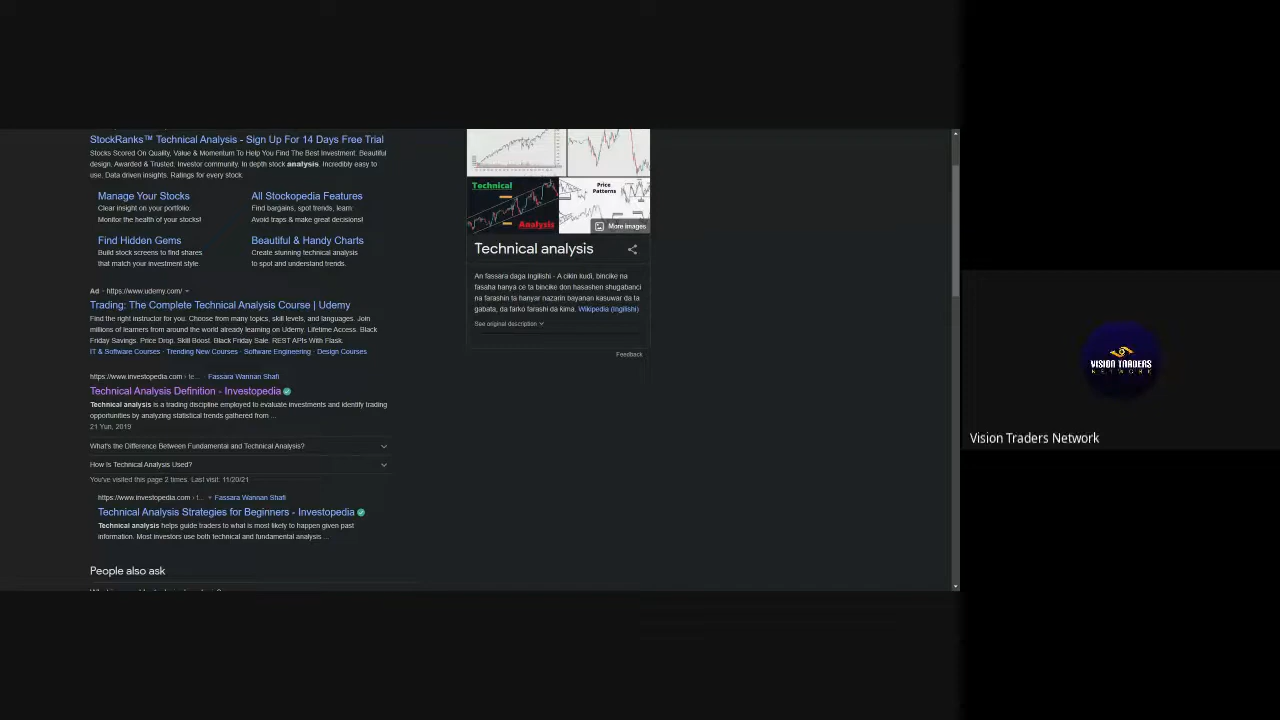 StockRanks™ Technical Analysis - Sign Up For 14 Days Free Trial
Stocks Scored On Quality, Value & Momentum To Help You Find The Best Investment. Beautiful
design. Awarded & Trusted. Investor community. In depth stock analysis. Incredibly easy to
use. Data driven insights. Ratings for every stock.
Manage Your Stocks
Clear insight on your portfolio.
Monitor the health of your stocks!
All Stockopedia Features
Find bargains, spot trends, learn.
Avoid traps & make great decisions!
Find Hidden Gems
Build stock screens to find shares
that match your investment style.
Beautiful & Handy Charts
Create stunning technical analysis
to spot and understand trends.
Ad · https://www.udemy.com/
Trading: The Complete Technical Analysis Course | Udemy
Find the right instructor for you. Choose from many topics, skill levels, and languages. Join
millions of learners from around the world already learning on Udemy. Lifetime Access. Black
Friday Savings. Price Drop. Skill Boost. Black Friday Sale. REST APIs With Flask.
IT & Software Courses · Trending New Courses · Software Engineering · Design Courses
https://www.investopedia.com › te... · Fassara Wannan Shafi
Technical Analysis Definition - Investopedia
Technical analysis is a trading discipline employed to evaluate investments and identify trading
opportunities by analyzing statistical trends gathered from ...
21 Yun, 2019
What's the Difference Between Fundamental and Technical Analysis?
How Is Technical Analysis Used?
You've visited this page 2 times. Last visit: 11/20/21
https://www.investopedia.com › t... Fassara Wannan Shafi
Technical Analysis Strategies for Beginners - Investopedia
Technical analysis helps guide traders to what is most likely to happen given past
information. Most investors use both technical and fundamental analysis ...
People also ask
Technical
Analysis
Price
Patterns
More images
Technical analysis
An fassara daga Ingilishi - A cikin kudi, bincike na
fasaha hanya ce ta bincike don hasashen shugabanci
na farashin ta hanyar nazarin bayanan kasuwar da ta
gabata, da farko farashi da ƙima. Wikipedia (Ingilishi)
See original description
Feedback
VISION TRADERS
NETWORK
Vision Traders Network